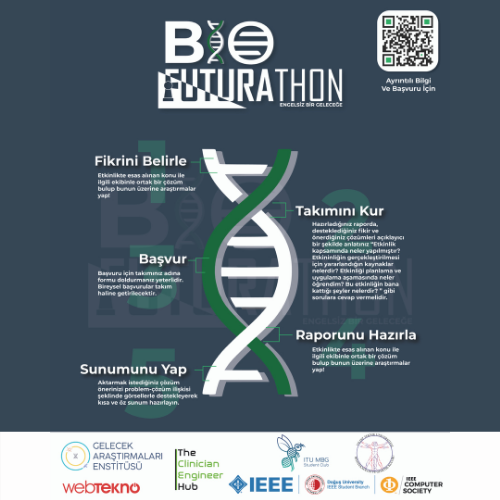 BIO
FUTURATHON
ENGELSİZ BİR GELECEĞE
Ayrıntılı Bilgi
Ve Başvuru İçin
1
Fikrini Belirle
Etkinlikte esas alınan konu ile
ilgili ekibinle ortak bir çözüm
bulup bunun üzerine araştırmalar
yap!
2
Takımını Kur
Hazırladığınız raporda,
desteklediğiniz fikir ve
önerdiğiniz çözümleri açıklayıcı
bir şekilde anlatınız "Etkinlik
kapsamında neler yapılmıştır?
Etkininliğin gerçekleştirilmesi
için yararlandığın kaynaklar
nelerdir? Etkinliği planlama ve
uygulama aşamasında neler
öğrendim? Bu etkinliğin bana
kattığı şeyler nelerdir? " gibi
sorulara cevap vermelidir.
3
Başvur
Başvuru için takımınız adına
formu doldurmanız yeterlidir.
Bireysel başvurular takım
haline getirilecektir.
4
Raporunu Hazırla
Etkinlikte esas alınan konu ile
ilgili ekibinle ortak bir çözüm
bulup bunun üzerine araştırmalar
yap!
5
Sunumunu Yap
Aktarmak istediğiniz çözüm
önerinizi problem-çözüm ilişkisi
şeklinde görsellerle destekleyerek
kısa ve öz sunum hazırlayın.
GELECEK
ARAŞTIRMALARI
ENSTİTÜSÜ
webtekno
The
Clinician
Engineer
Hub
ITU MBG
Student Club
IEEE
Doğuş University
IEEE Student Branch
IEEE
COMPUTER
SOCIETY